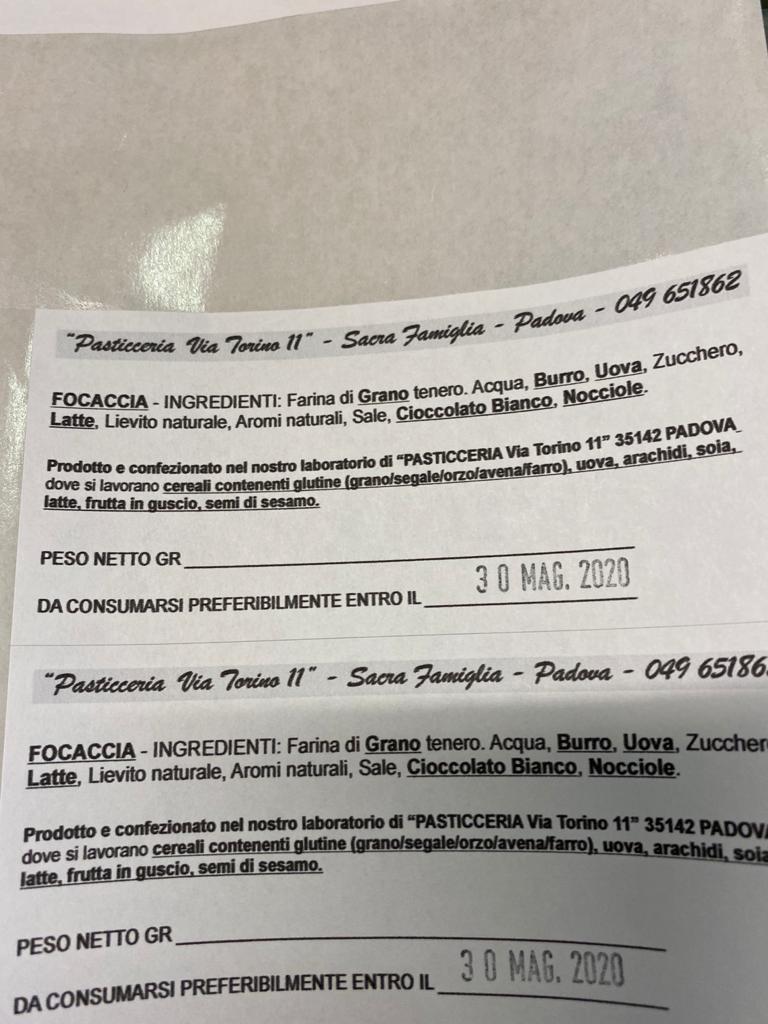 "Pasticceria Via Torino 11" - Sacra Famiglia - Padova - 049 651862
FOCACCIA - INGREDIENTI: Farina di Grano tenero. Acqua, Burro, Uova, Zucchero,
Latte, Lievito naturale, Aromi naturali, Sale, Cioccolato Bianco, Nocciole.
Prodotto e confezionato nel nostro laboratorio di "PASTICCERIA Via Torino 11" 35142 PADOVA
dove si lavorano cereali contenenti glutine (grano/segale/orzo/avena/farro), uova, arachidi, soia,
latte, frutta in guscio, semi di sesamo.
PESO NETTO GR
DA CONSUMARSI PREFERIBILMENTE ENTRO IL 30 MAG. 2020
"Pasticceria Via Torino 11" - Sacra Famiglia - Padova - 049 65186
FOCACCIA - INGREDIENTI: Farina di Grano tenero. Acqua, Burro, Uova, Zuccher
Latte, Lievito naturale, Aromi naturali, Sale, Cioccolato Bianco, Nocciole.
Prodotto e confezionato nel nostro laboratorio di "PASTICCERIA Via Torino 11" 35142 PADOV
dove si lavorano cereali contenenti glutine (grano/segale/orzo/avena/farro), uova, arachidi, soia
latte, frutta in guscio, semi di sesamo.
PESO NETTO GR
DA CONSUMARSI PREFERIBILMENTE ENTRO IL 30 MAG. 2020